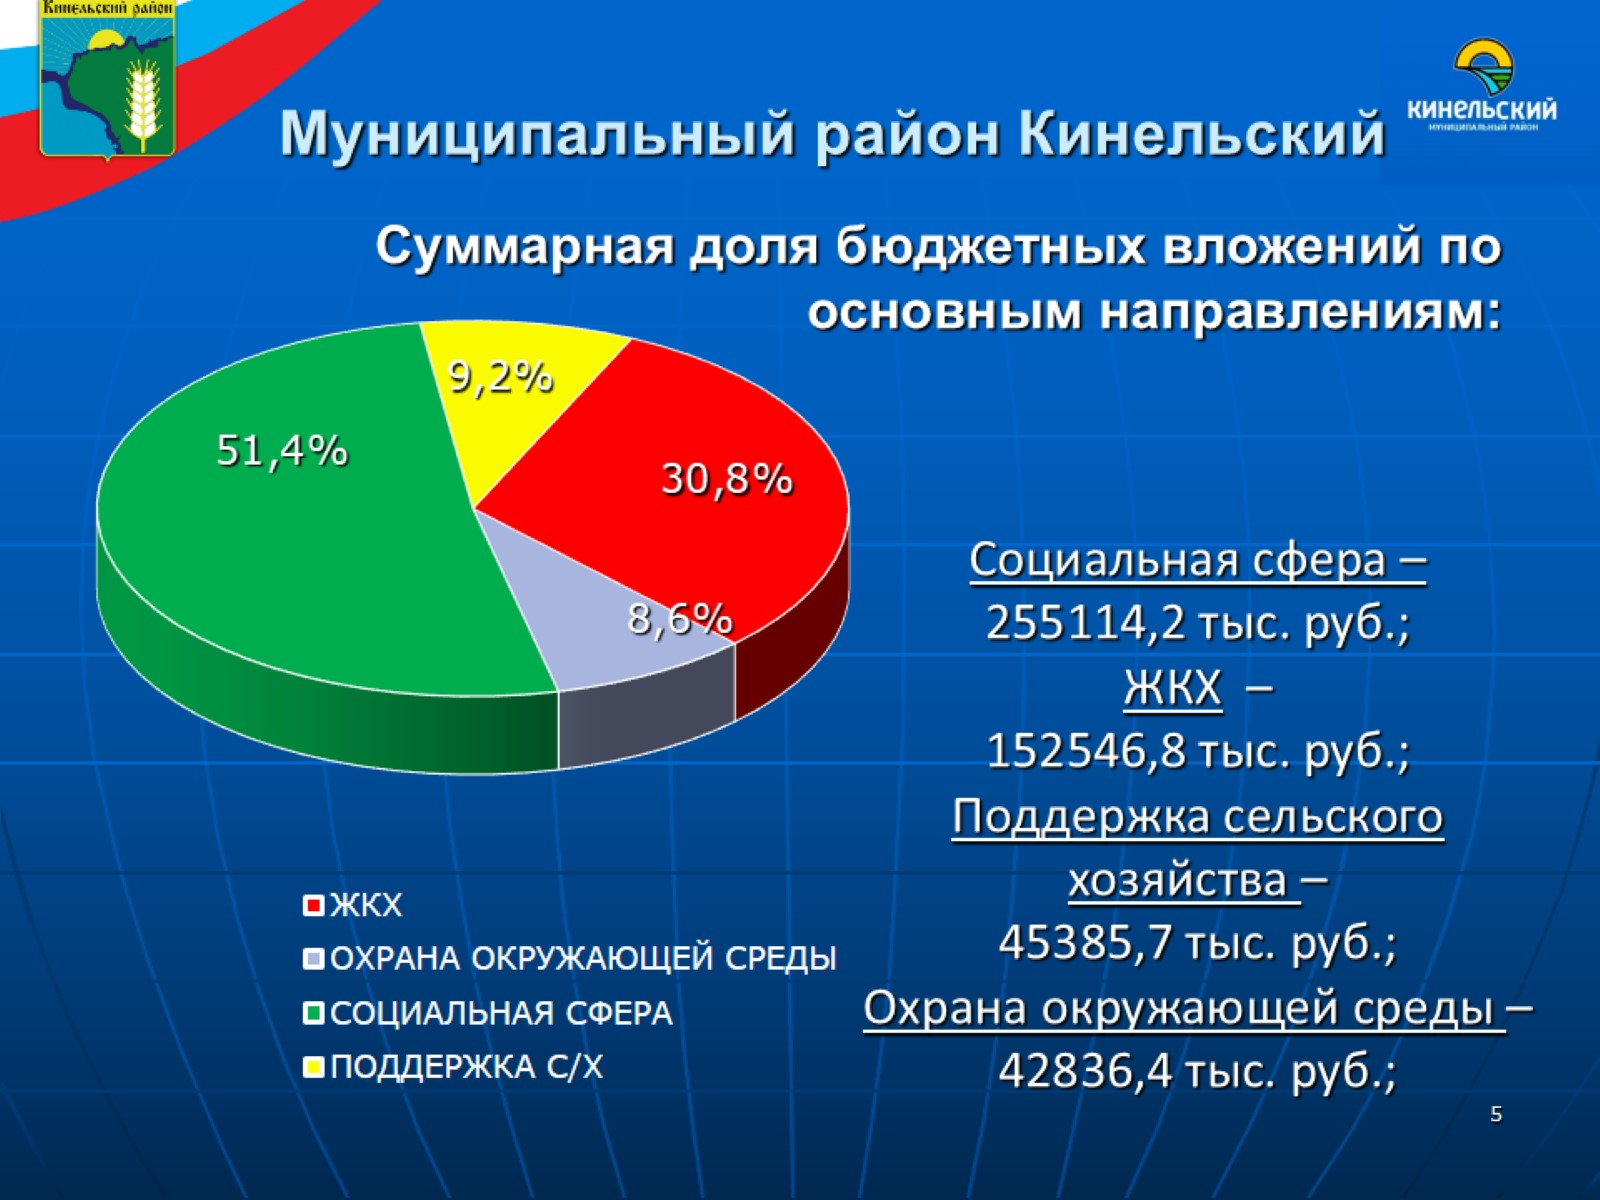 Кинельский район
КИНЕЛЬСКИЙ
МУНИЦИПАЛЬНЫЙ РАЙОН
Муниципальный район Кинельский
Суммарная доля бюджетных вложений по
основным направлениям:
9,2%
51,4%
30,8%
8,6%
ЖКХ
ОХРАНА ОКРУЖАЮЩЕЙ СРЕДЫ
СОЦИАЛЬНАЯ СФЕРА
ПОДДЕРЖКА С/Х
Социальная сфера –
255114,2 тыс. руб.;
ЖКХ –
152546,8 тыс. руб.;
Поддержка сельского
хозяйства –
45385,7 тыс. руб.;
Охрана окружающей среды –
42836,4 тыс. руб.;
5